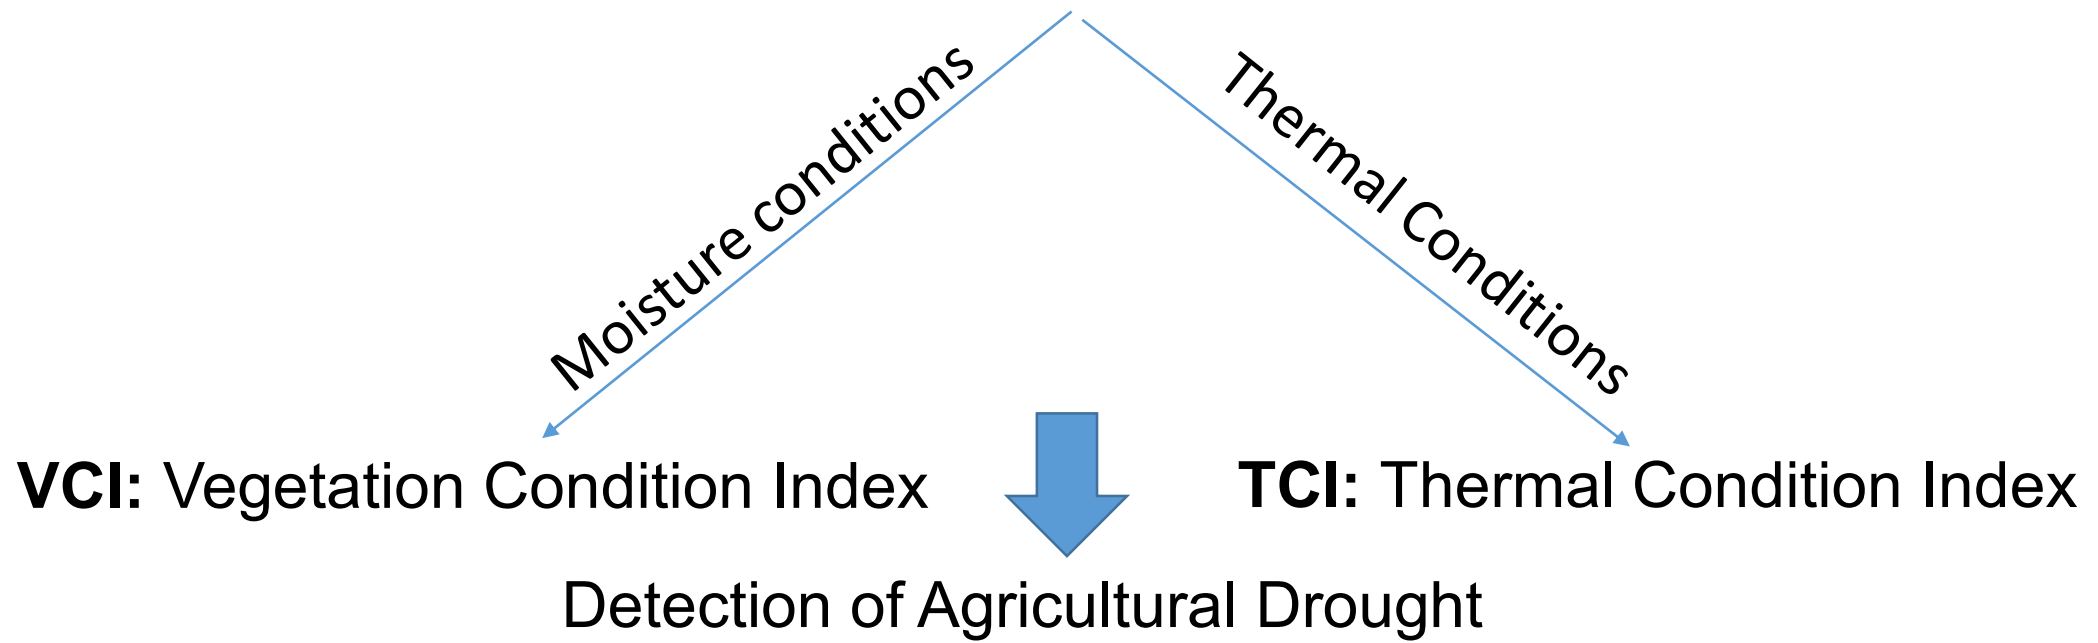 Moisture conditions
Thermal Conditions
VCI: Vegetation Condition Index
TCI: Thermal Condition Index
Detection of Agricultural Drought